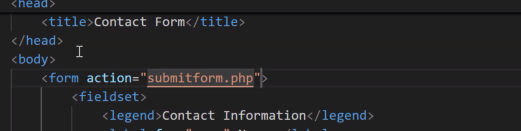 <head>
<title>Contact Form</title>
</head>
<body>
<form action="submitform.php">
<fieldset>
<legend>Contact Information</legend>